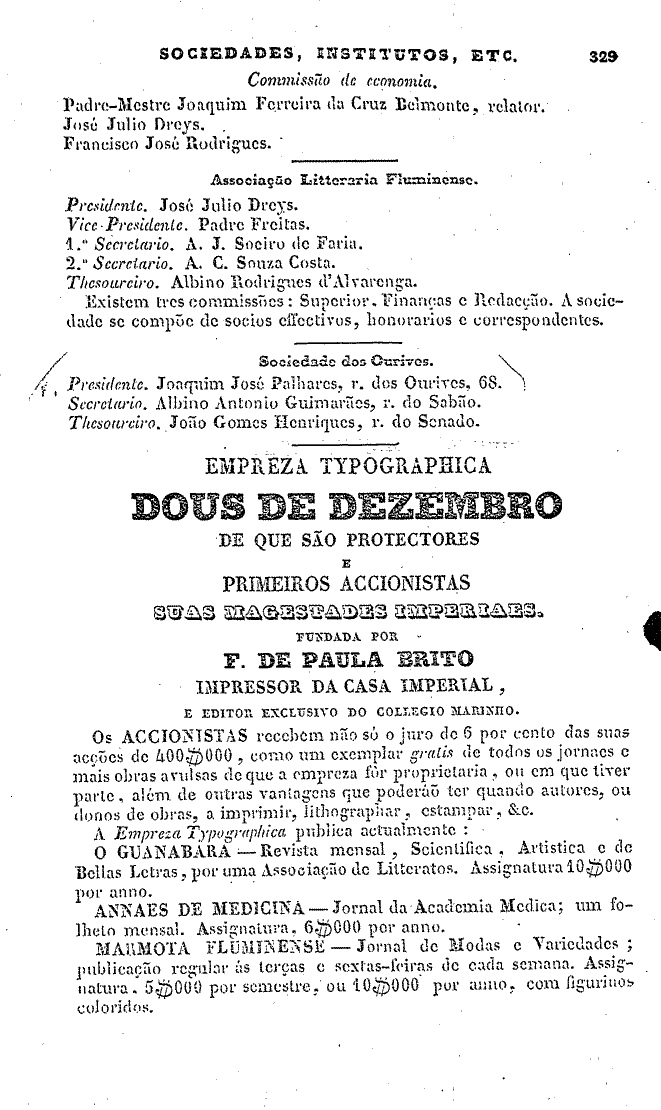 SOCIEDADES, INSTITUTOS, ETC. 329
Commissão de economia.
Padre-Mestre Joaquim Ferreira da Cruz Belmonte, relator.
José Julio Dreys.
Francisco José Rodrigues.
Associação Litteraria Fluminense.
Presidente. José Julio Dreys.
Vice-Presidente. Padre Freitas.
1.º Secretario. A. J. Soeiro de Faria.
2.º Secretario. A. C. Souza Costa.
Thesoureiro. Albino Rodrigues d'Alvarenga.
Existem tres commissões: Superior, Finanças e Redacção. A socie-
dade se compõe de socios effectivos, honorarios e correspondentes.
Sociedade dos Ourives.
Presidente. Joaquim José Palhares, r. dos Ourives, 68.
Secretario. Albino Antonio Guimarães, r. do Sabão.
Thesoureiro. João Gomes Henriques, r. do Senado.
EMPREZA TYPOGRAPHICA
DOUS DE DEZEMBRO
DE QUE SÃO PROTECTORES
E
PRIMEIROS ACCIONISTAS
SUAS MAGESTADES IMPERIAES.
FUNDADA POR
F. DE PAULA BRITO
IMPRESSOR DA CASA IMPERIAL,
E EDITOR EXCLUSIVO DO COLLEGIO MARINHO.
Os ACCIONISTAS recebem não só o juro de 6 por cento das suas
acções de 400$000, como um exemplar gratis de todos os jornaes e
mais obras avulsas de que a empreza fôr proprietaria, ou em que tiver
parte, além de outras vantagens que poderáõ ter quando autores, ou
donos de obras, a imprimir, lithographar, estampar, &c.
A Empreza Typographica publica actualmente:
O GUANABARA — Revista mensal, Scientifica, Artistica e de
Bellas Letras, por uma Associação de Litteratos. Assignatura 10$000
por anno.
ANNAES DE MEDICINA — Jornal da Academia Medica; um fo-
lheto mensal. Assignatura, 6$000 por anno.
MARMOTA FLUMINENSE — Jornal de Modas e Variedades;
publicação regular ás terças e sextas-feiras de cada semana. Assig-
natura, 5$000 por semestre, ou 10$000 por anno, com figurinos
coloridos.